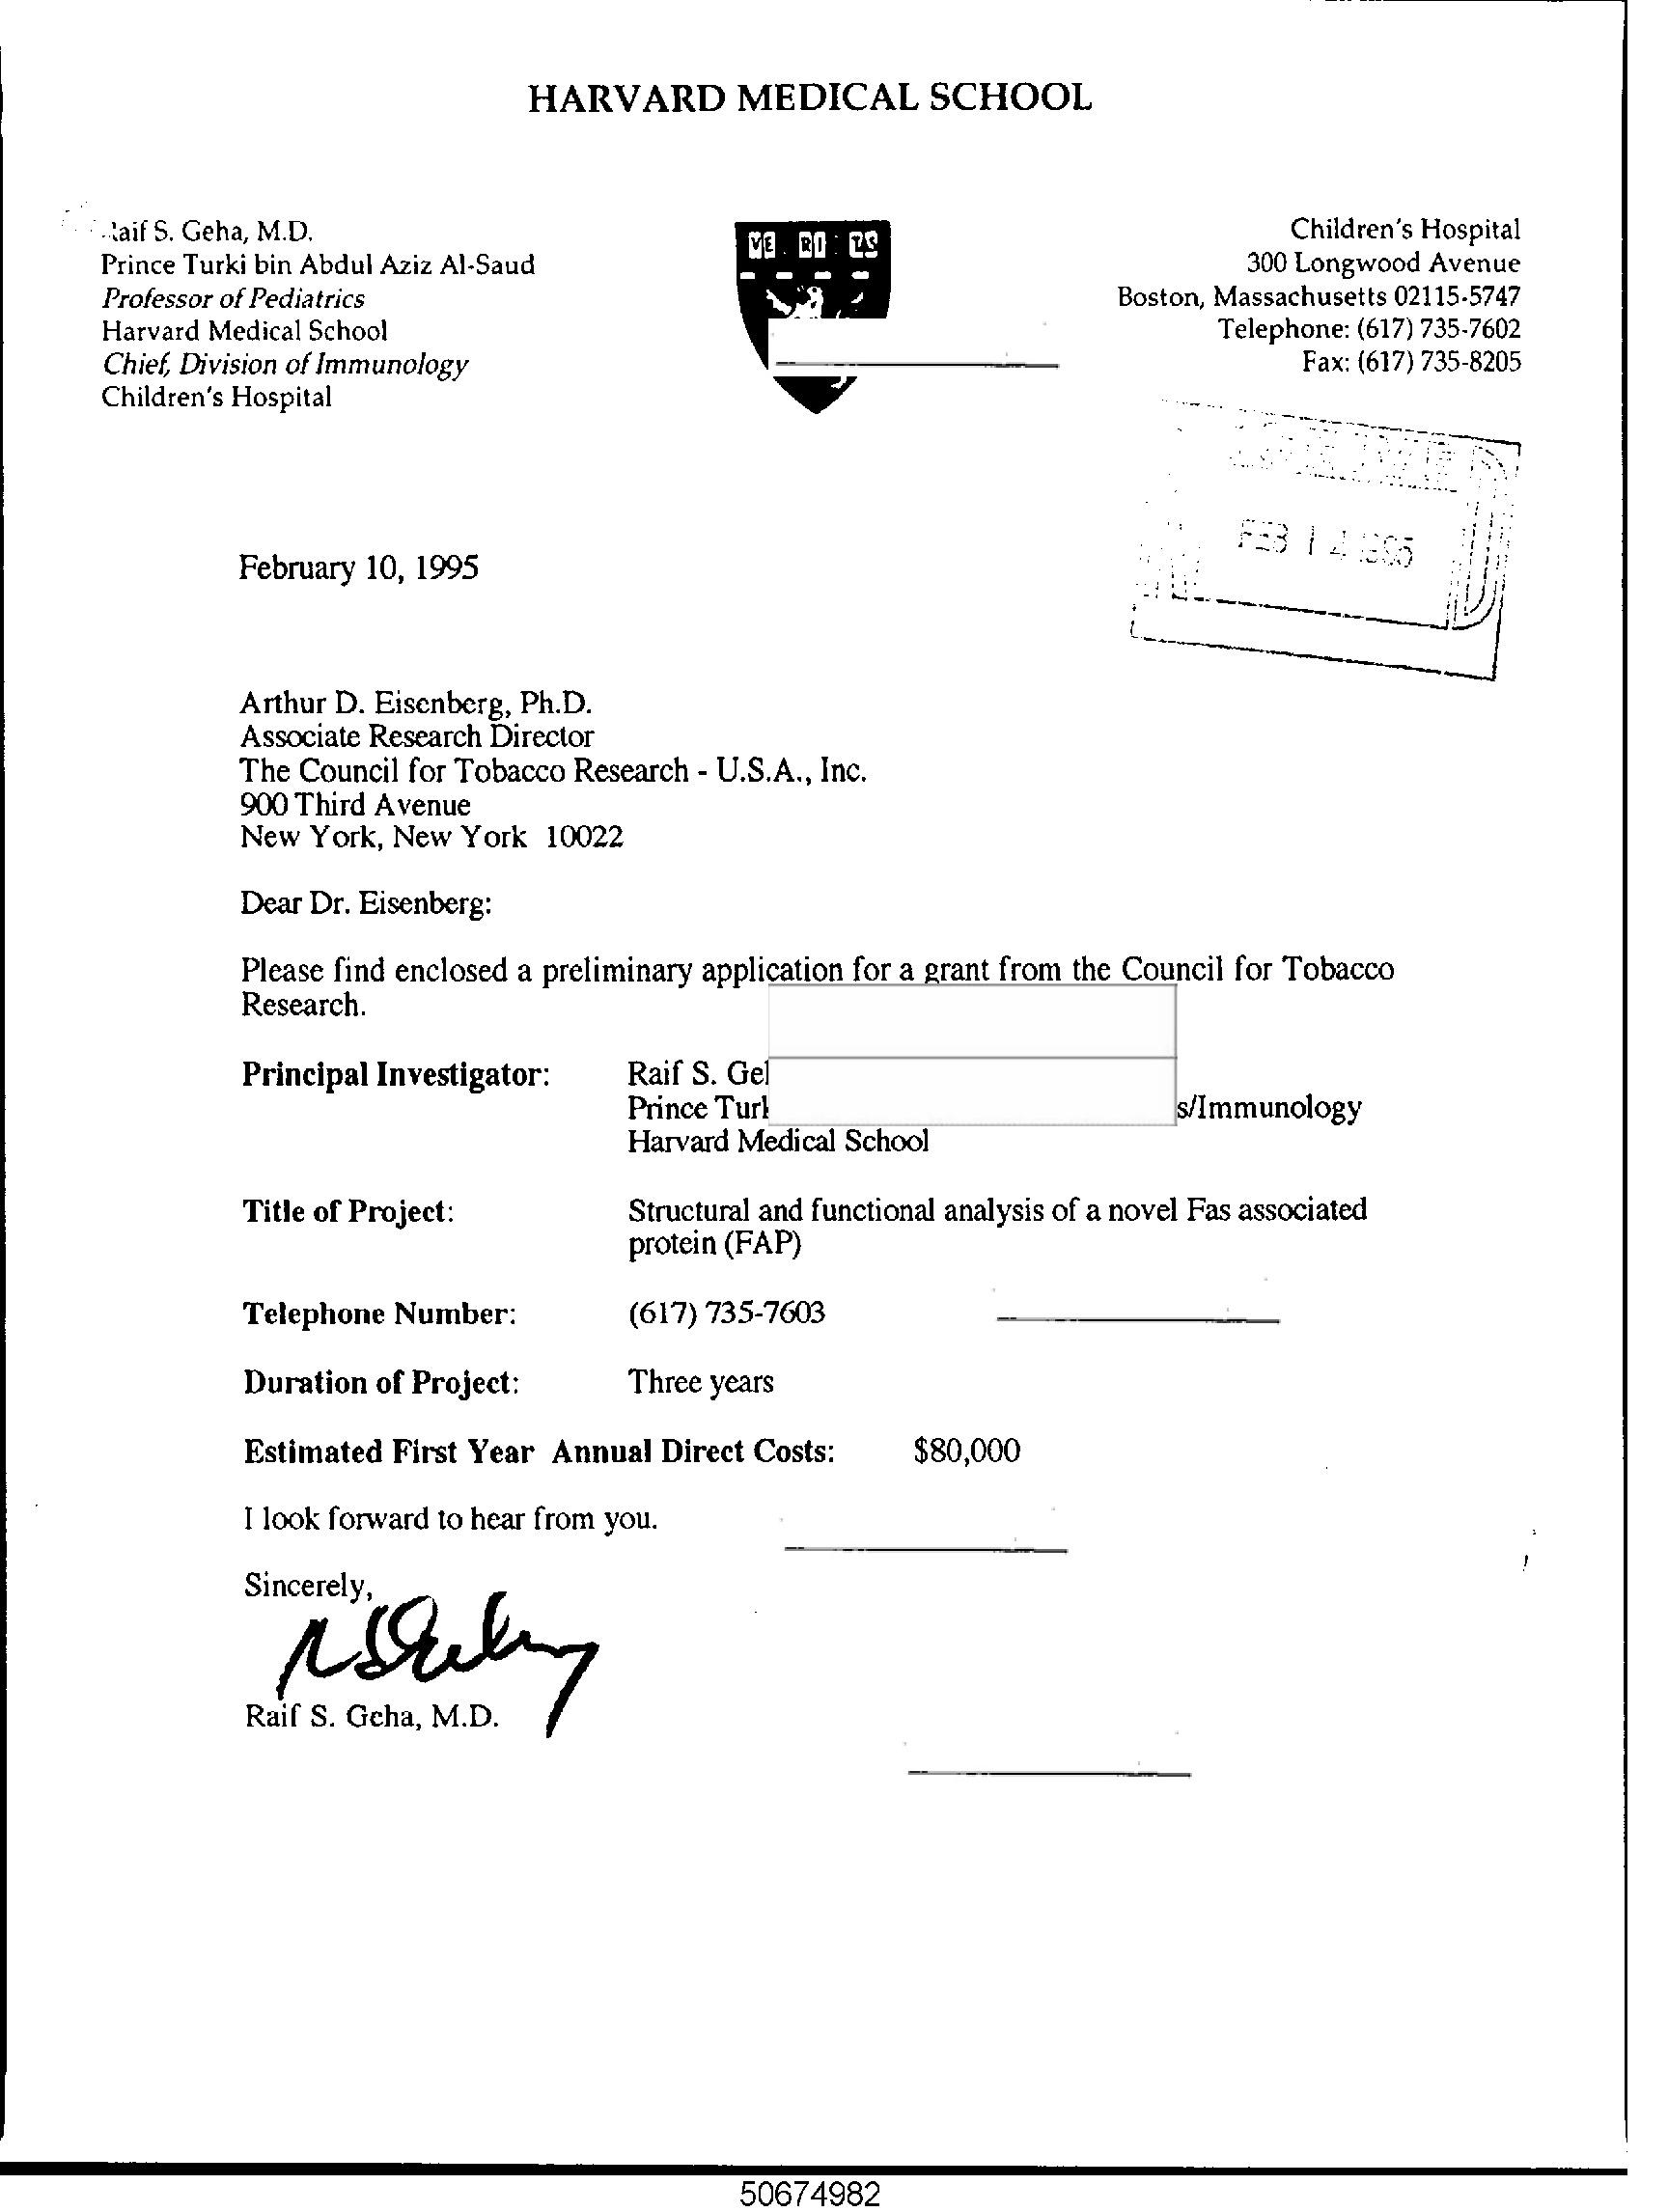 HARVARD MEDICAL SCHOOL
S. Geha, M.D.
Prince Turki bin Abdul Aziz Al-Saud
Professor of Pediatrics
Harvard Medical School
Chief, Division of Immunology
Children's Hospital
VE RI TS
Children's Hospital
300 Longwood Avenue
Boston, Massachusetts 02115-5747
Telephone: (617) 735-7602
Fax: (617) 735-8205
FEB 14 1995
February 10, 1995
Arthur D. Eisenberg, Ph.D.
Associate Research Director
The Council for Tobacco Research - U.S.A., Inc.
900 Third Avenue
New York, New York 10022
Dear Dr. Eisenberg:
Please find enclosed a preliminary application for a grant from the Council for Tobacco
Research.
Principal Investigator: Raif S.
Prince s/Immunology
Harvard Medical School
Title of Project: Structural and functional analysis of a novel Fas associated
protein (FAP)
Telephone Number: (617) 735-7603
Duration of Project: Three years
Estimated First Year Annual Direct Costs: $80,000
I look forward to hear from you.
Sincerely,
Raif S. Geha, M.D.
50674982